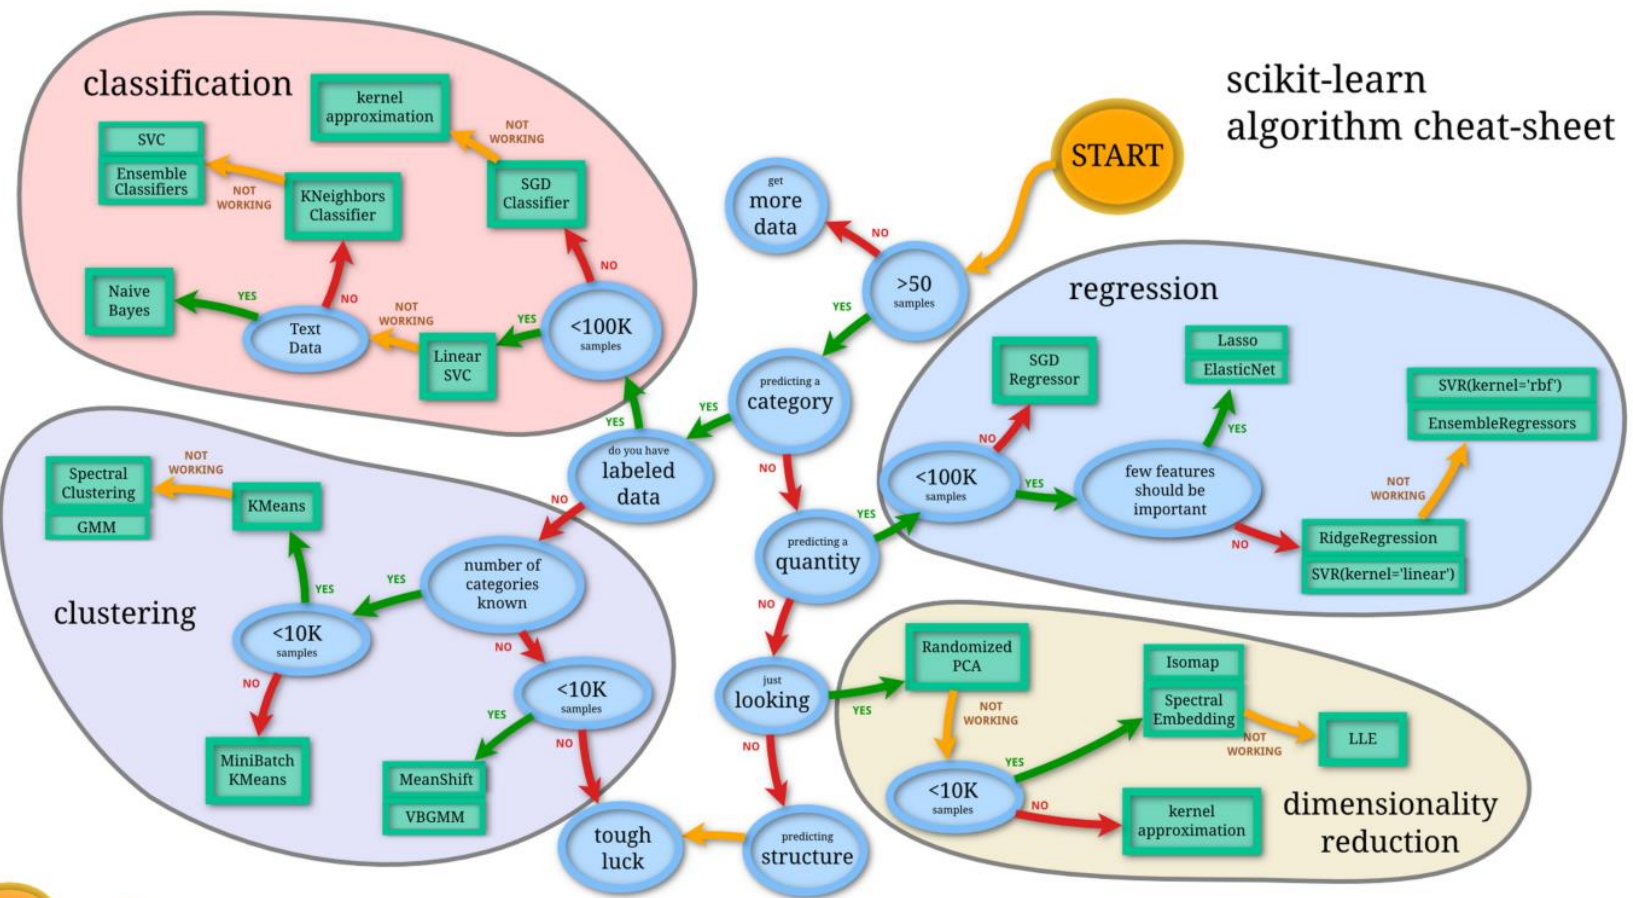 scikit-learn
algorithm cheat-sheet
START
>50
samples
NO
get
more
data
YES
predicting a
category
YES
do you have
labeled
data
YES
NO
NO
predicting a
quantity
YES
NO
just
looking
YES
NO
predicting
structure
tough
luck
classification
<100K
samples
NO
SGD
Classifier
NOT
WORKING
kernel
approximation
YES
Linear
SVC
NOT
WORKING
Text
Data
YES
Naive
Bayes
NO
KNeighbors
Classifier
NOT
WORKING
SVC
Ensemble
Classifiers
clustering
number of
categories
known
YES
<10K
samples
YES
KMeans
NOT
WORKING
Spectral
Clustering
GMM
NO
MiniBatch
KMeans
NO
<10K
samples
YES
MeanShift
VBGMM
NO
regression
<100K
samples
NO
SGD
Regressor
YES
few features
should be
important
YES
Lasso
ElasticNet
NO
RidgeRegression
SVR(kernel='linear')
NOT
WORKING
SVR(kernel='rbf')
EnsembleRegressors
dimensionality
reduction
Randomized
PCA
NOT
WORKING
<10K
samples
YES
Isomap
Spectral
Embedding
NOT
WORKING
LLE
NO
kernel
approximation